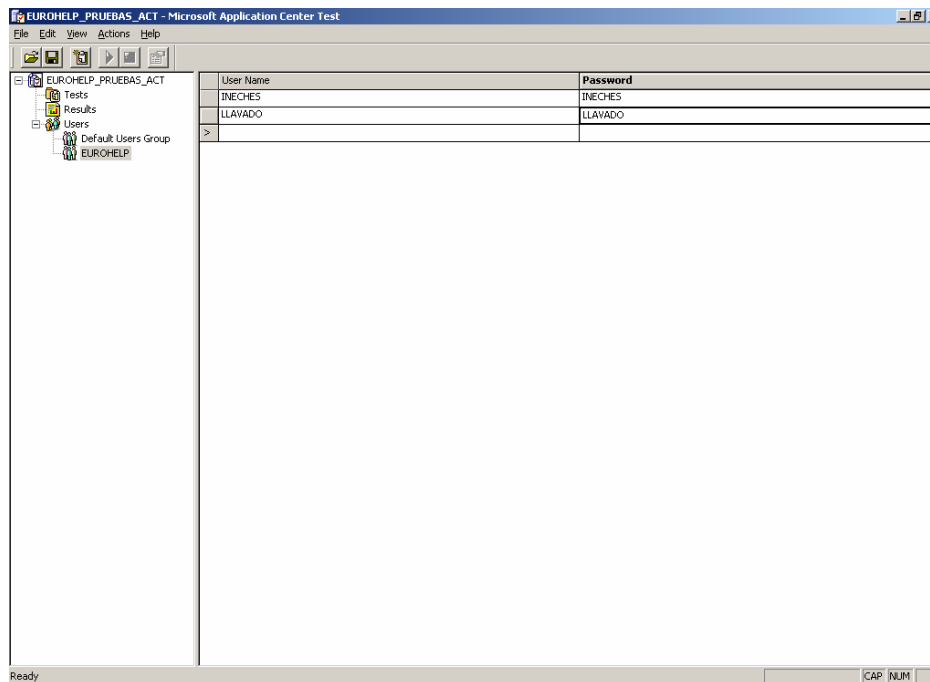 EUROHELP_PRUEBAS_ACT - Microsoft Application Center Test
File Edit View Actions Help
EUROHELP_PRUEBAS_ACT
Tests
Results
Users
Default Users Group
EUROHELP
User Name Password
INECHES INECHES
LLAVADO LLAVADO
>
Ready CAP NUM